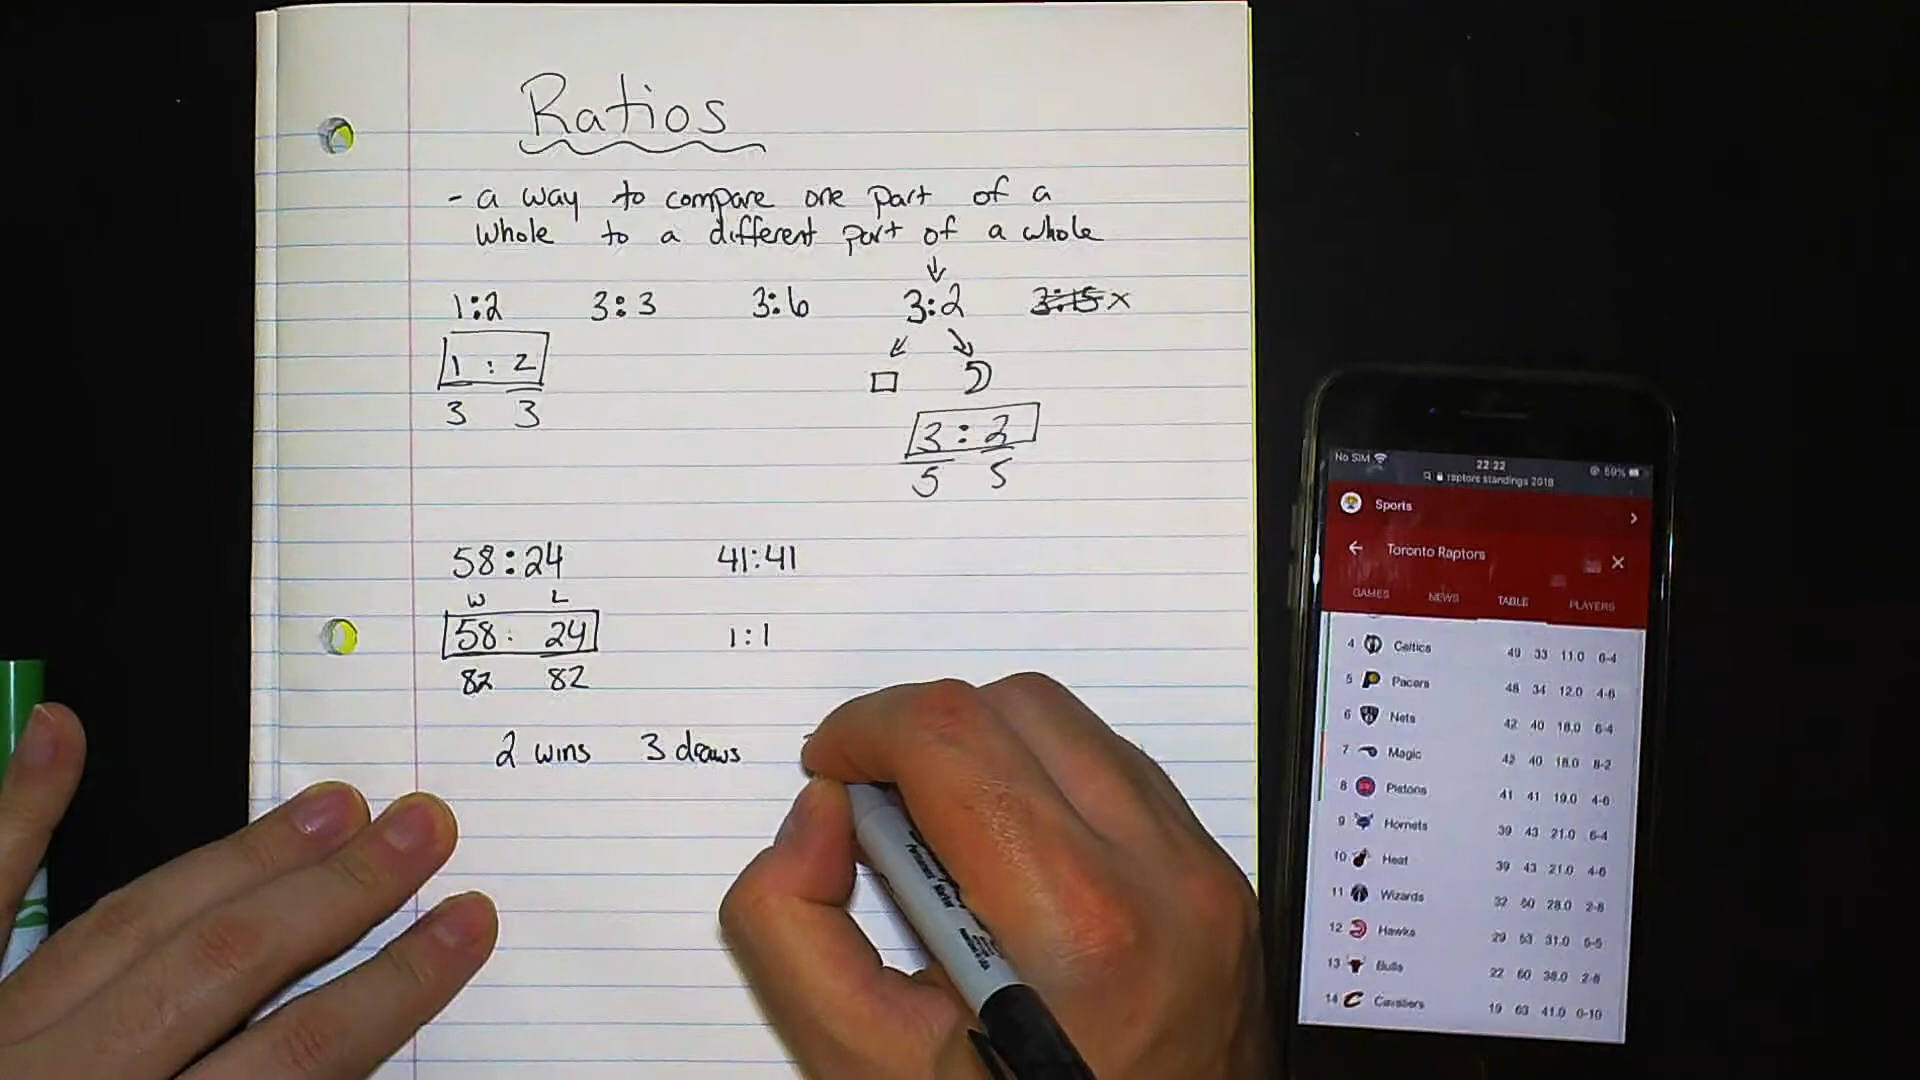 Ratios
- a way to compare one part of a
whole to a different part of a whole
1:2 3:3 3:6 3:2 3:15 x
1 : 2
3 3
3 : 2
5 5
58:24 41:41
W L
58: 24 1:1
82 82
2 wins 3 draws
No SIM 22:22 59%
raptors standings 2018
Sports
Toronto Raptors
GAMES NEWS TABLE PLAYERS
4 Celtics 49 33 11.0 6-4
5 Pacers 48 34 12.0 4-6
6 Nets 42 40 16.0 6-4
7 Magic 42 40 16.0 8-2
8 Pistons 41 41 19.0 4-6
9 Hornets 39 43 21.0 6-4
10 Heat 39 43 21.0 4-6
11 Wizards 32 50 28.0 2-8
12 Hawks 29 53 31.0 5-5
13 Bulls 22 60 38.0 2-8
14 Cavaliers 19 63 41.0 0-10
Permanent Marker